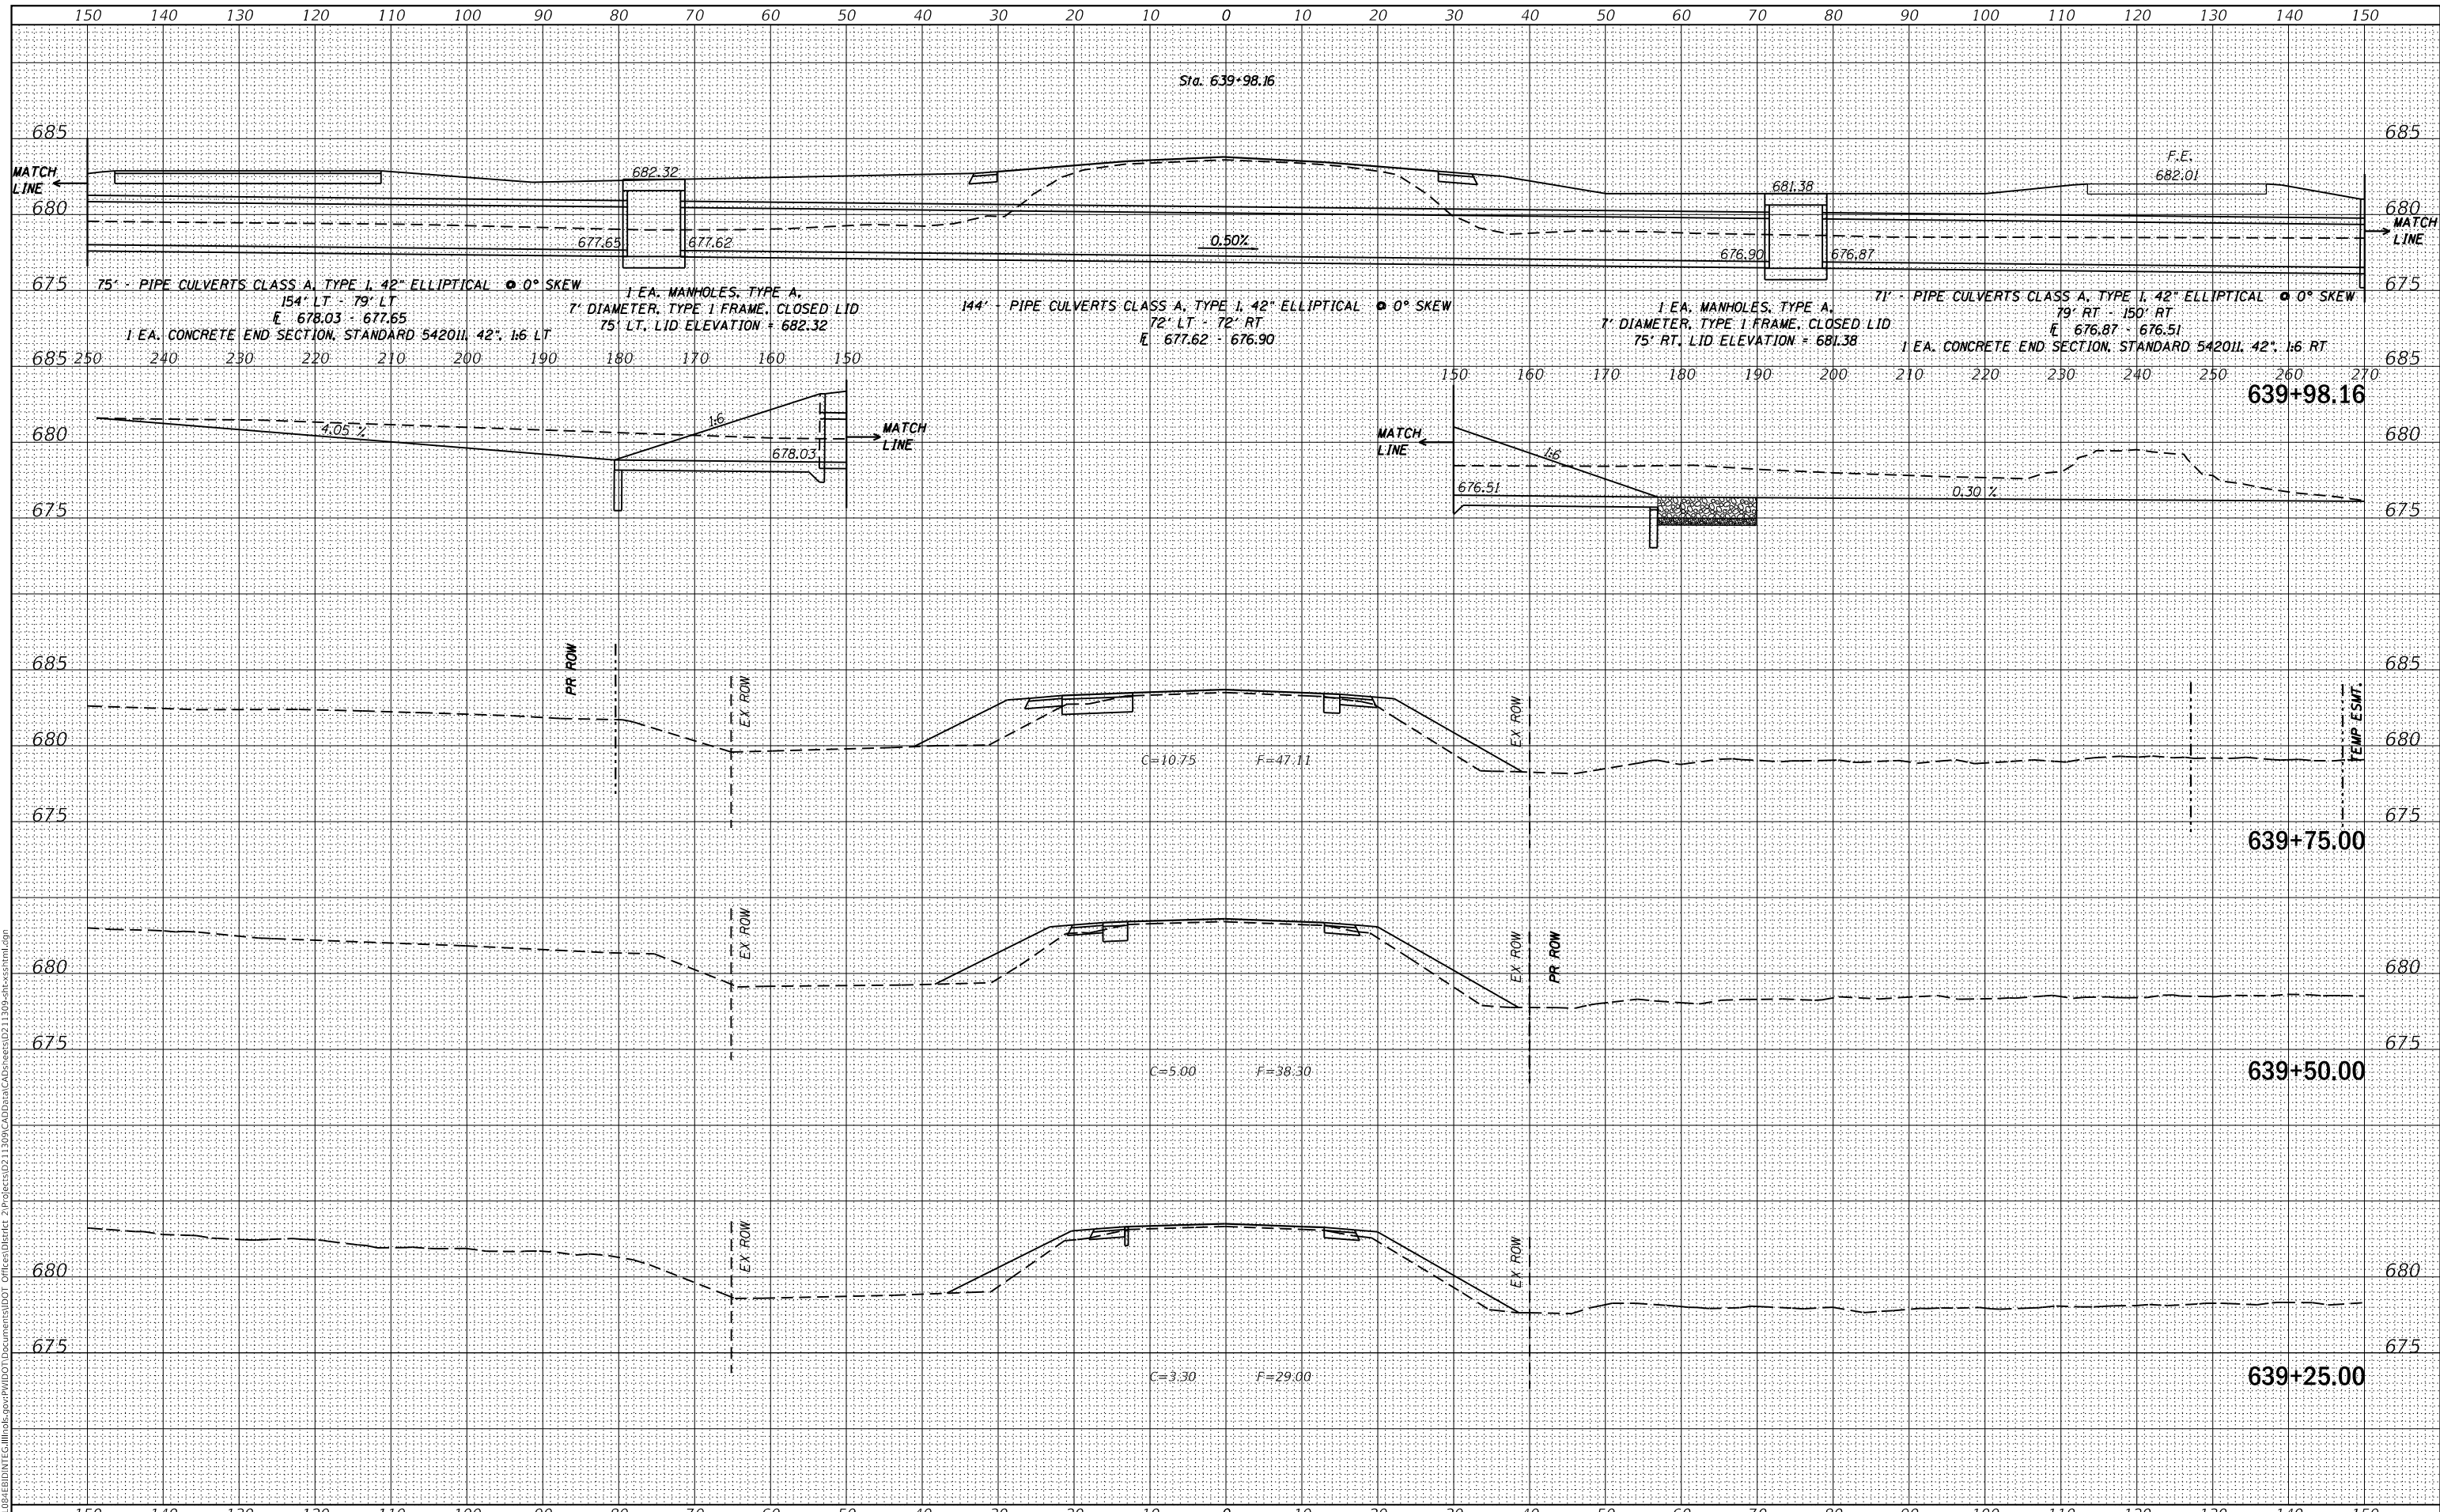 150 140 130 120 110 100 90 80 70 60 50 40 30 20 10 0 10 20 30 40 50 60 70 80 90 100 110 120 130 140 150
Sta. 639+98.16
685 685
F.E.
682.01
MATCH
LINE
682.32
681.38
680 680
MATCH
LINE
677.65 677.62
0.50%
676.90 676.87
675 675
75' - PIPE CULVERTS CLASS A, TYPE 1, 42" ELLIPTICAL @ 0° SKEW
154' LT - 79' LT
FL 678.03 - 677.65
1 EA. CONCRETE END SECTION, STANDARD 542011, 42", 1:6 LT
1 EA. MANHOLES, TYPE A,
7' DIAMETER, TYPE 1 FRAME, CLOSED LID
75' LT, LID ELEVATION = 682.32
144' - PIPE CULVERTS CLASS A, TYPE 1, 42" ELLIPTICAL @ 0° SKEW
72' LT - 72' RT
FL 677.62 - 676.90
1 EA. MANHOLES, TYPE A,
7' DIAMETER, TYPE 1 FRAME, CLOSED LID
75' RT, LID ELEVATION = 681.38
71' - PIPE CULVERTS CLASS A, TYPE 1, 42" ELLIPTICAL @ 0° SKEW
79' RT - 150' RT
FL 676.87 - 676.51
1 EA. CONCRETE END SECTION, STANDARD 542011, 42", 1:6 RT
685 250 240 230 220 210 200 190 180 170 160 150 685
150 160 170 180 190 200 210 220 230 240 250 260 270
639+98.16
1:6
4.05 %
MATCH
LINE
MATCH
LINE
680 680
678.03
1:6
676.51
0.30 %
675 675
685 685
PR ROW
EX ROW
EX ROW
TEMP ESMT.
680 680
C=10.75 F=47.11
675 675
639+75.00
EX ROW
EX ROW
PR ROW
680 680
675 675
C=5.00 F=38.30
639+50.00
EX ROW
EX ROW
680 680
675 675
C=3.30 F=29.00
639+25.00
150 140 130 120 110 100 90 80 70 60 50 40 30 20 10 0 10 20 30 40 50 60 70 80 90 100 110 120 130 140 150